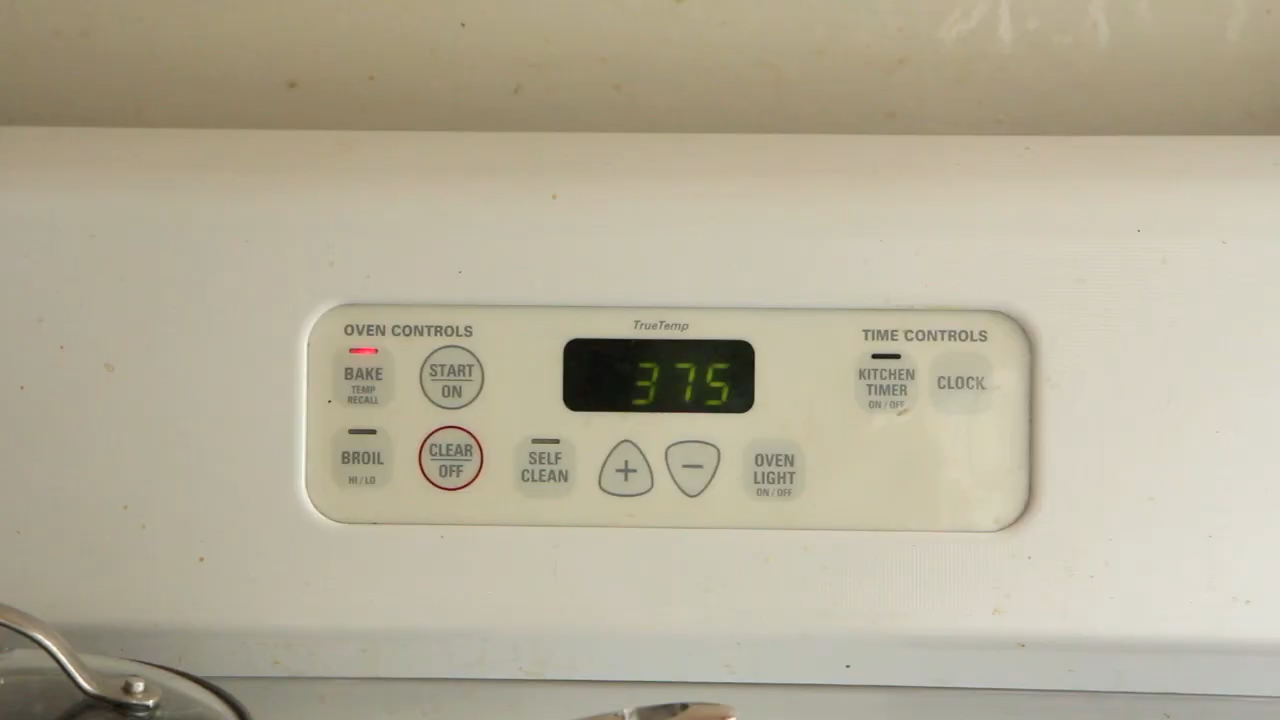 OVEN CONTROLS
TrueTemp
TIME CONTROLS
BAKE
TEMP
RECALL
START
ON
375
KITCHEN
TIMER
ON / OFF
CLOCK
BROIL
HI / LO
CLEAR
OFF
SELF
CLEAN
+
−
OVEN
LIGHT
ON / OFF